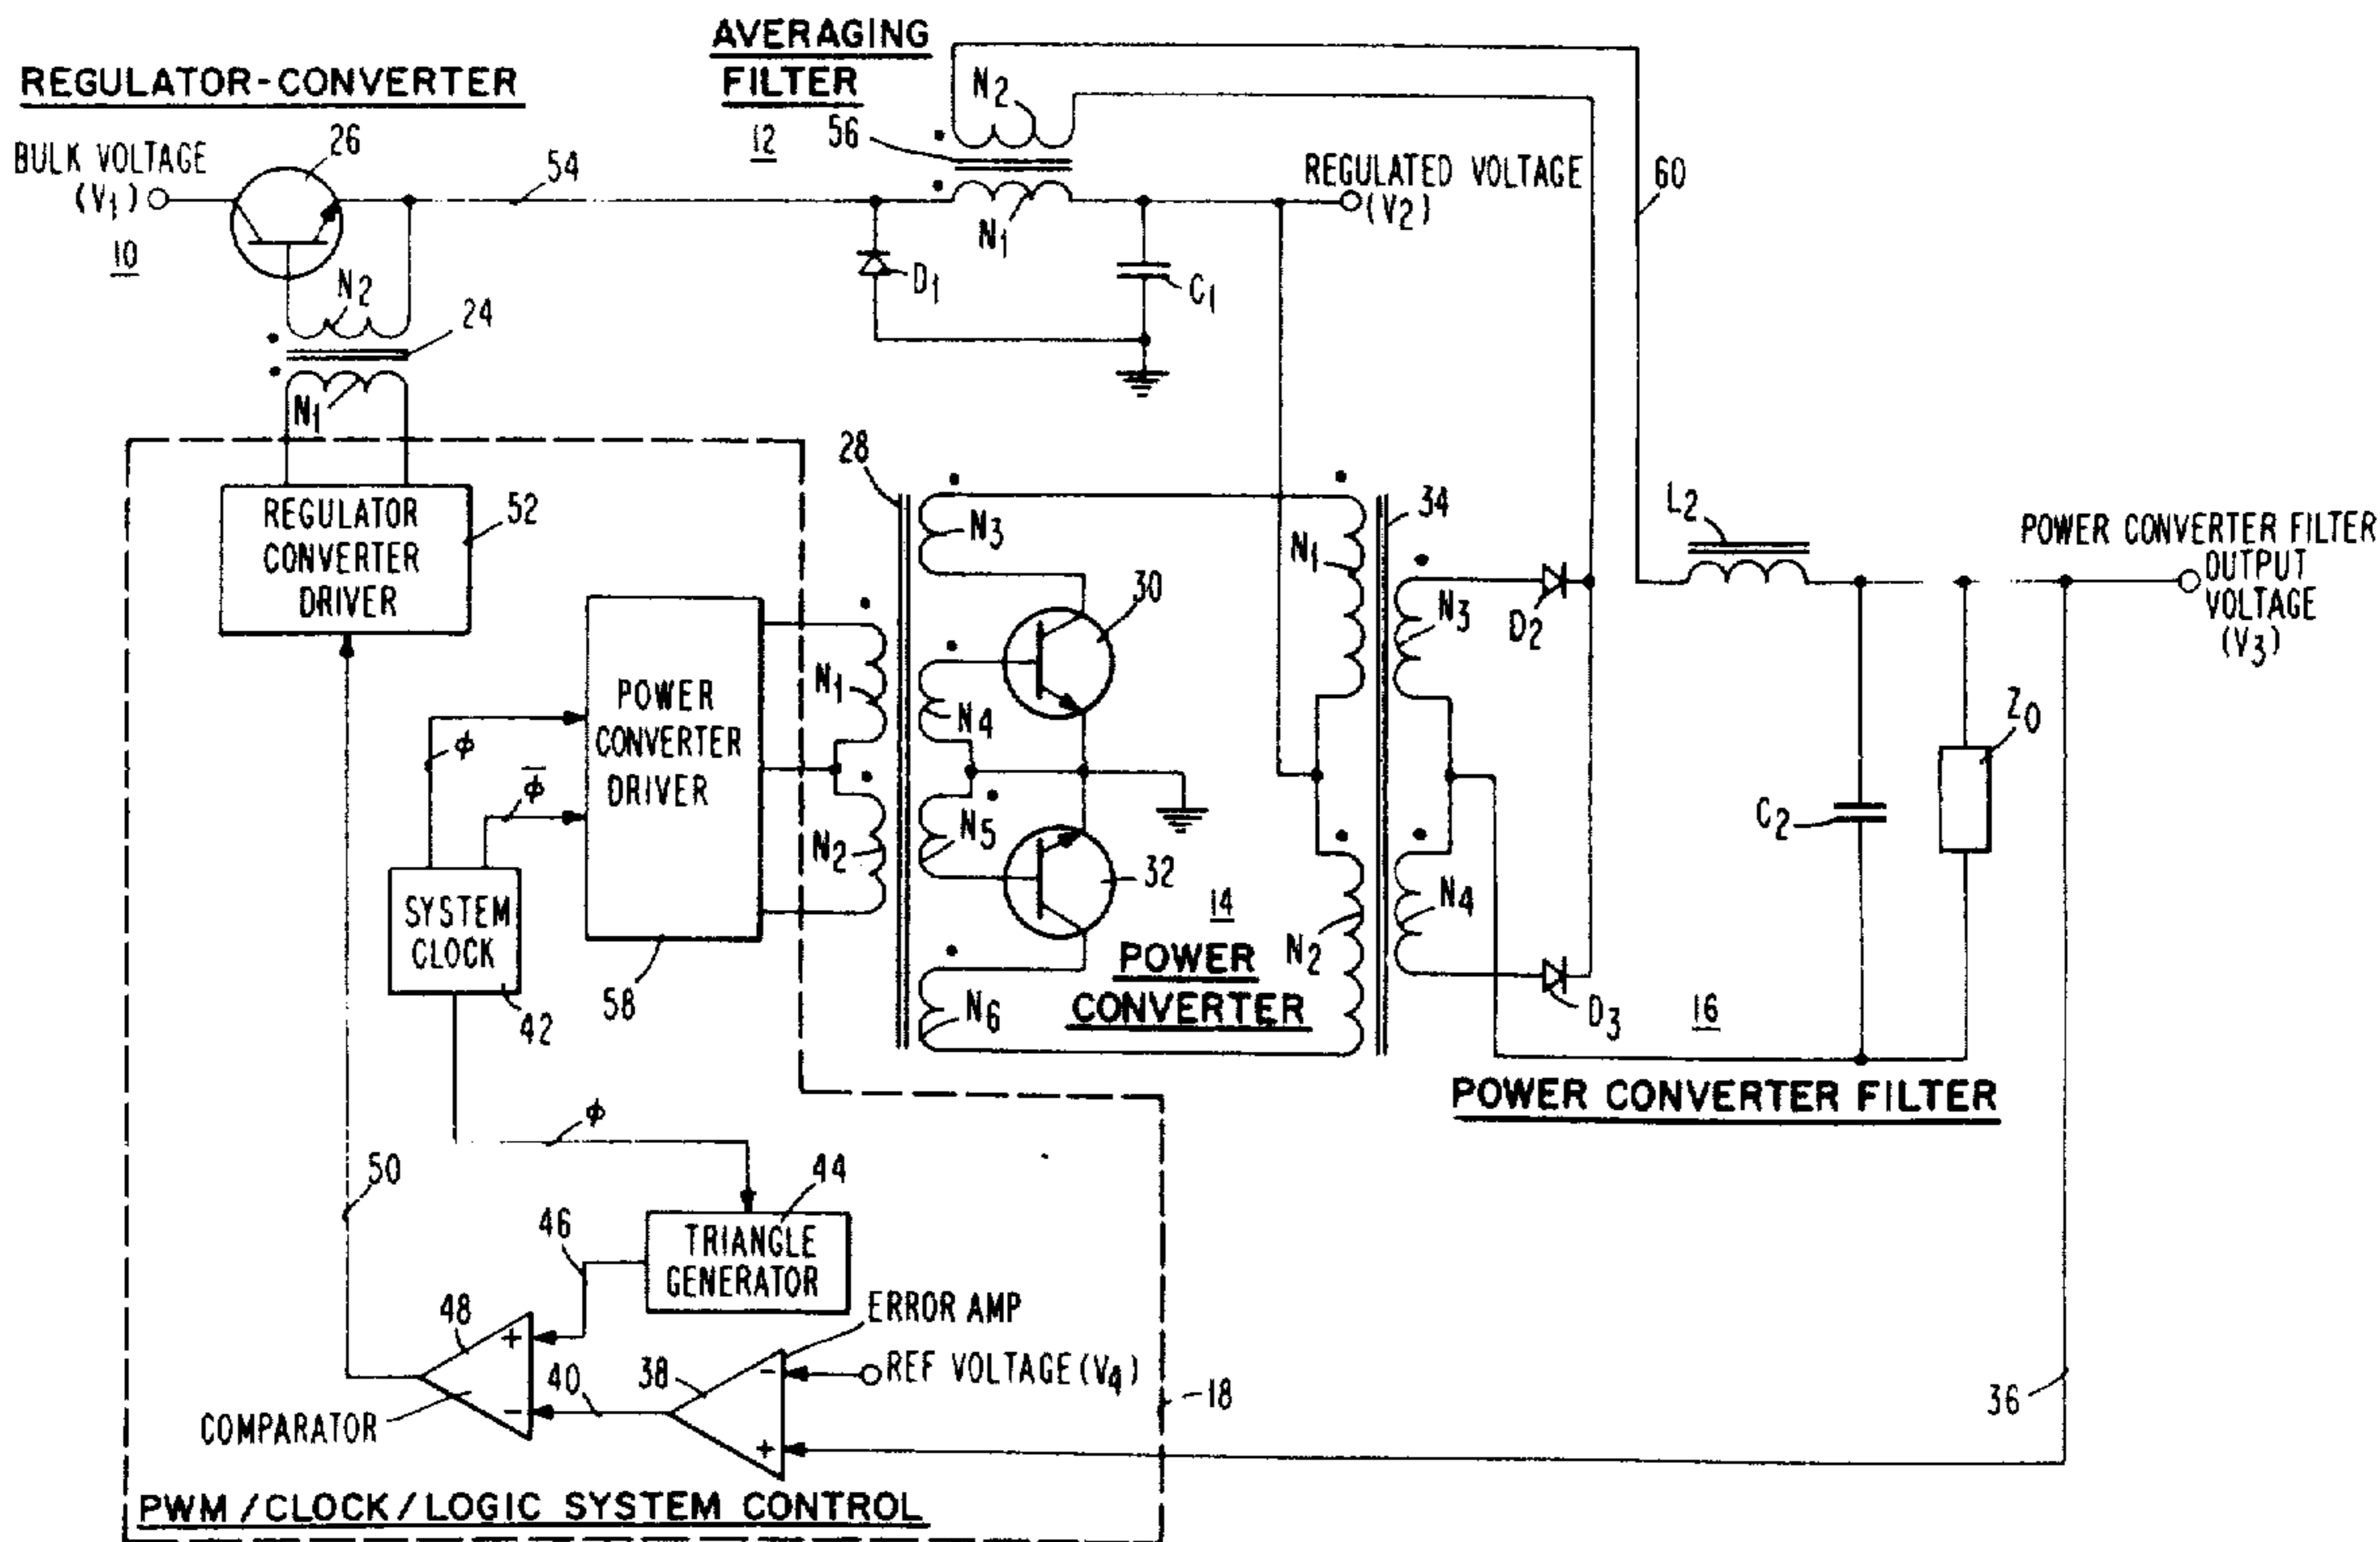 AVERAGING
FILTER
REGULATOR-CONVERTER
12
56
N2
26
BULK VOLTAGE
(V1)
54
10
REGULATED VOLTAGE
(V2)
60
N1
D1
C1
N2
24
N1
REGULATOR
CONVERTER
DRIVER
52
28
N3
N1
34
L2
POWER CONVERTER FILTER
OUTPUT
VOLTAGE
(V3)
30
N3
D2
POWER
CONVERTER
DRIVER
N1
N4
Z0
ϕ
ϕ̅
N5
C2
N2
32
14
POWER
CONVERTER
N2
N4
SYSTEM
CLOCK
42
58
N6
D3
16
POWER CONVERTER FILTER
ϕ
50
44
46
TRIANGLE
GENERATOR
48
+
-
COMPARATOR
40
38
ERROR AMP
-
REF VOLTAGE (V4)
+
18
36
PWM/CLOCK/LOGIC SYSTEM CONTROL